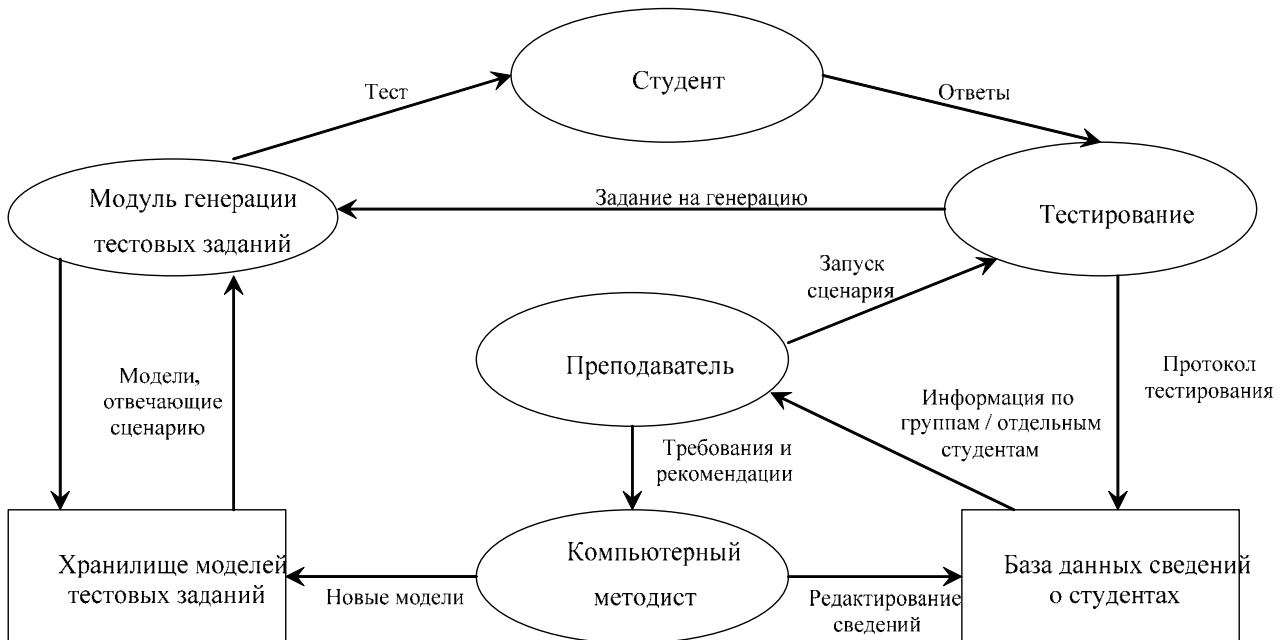 Студент
Тест
Ответы
Модуль генерации
тестовых заданий
Задание на генерацию
Тестирование
Запуск
сценария
Преподаватель
Модели,
отвечающие
сценарию
Протокол
тестирования
Информация по
группам / отдельным
студентам
Требования и
рекомендации
Хранилище моделей
тестовых заданий
Новые модели
Компьютерный
методист
Редактирование
сведений
База данных сведений
о студентах